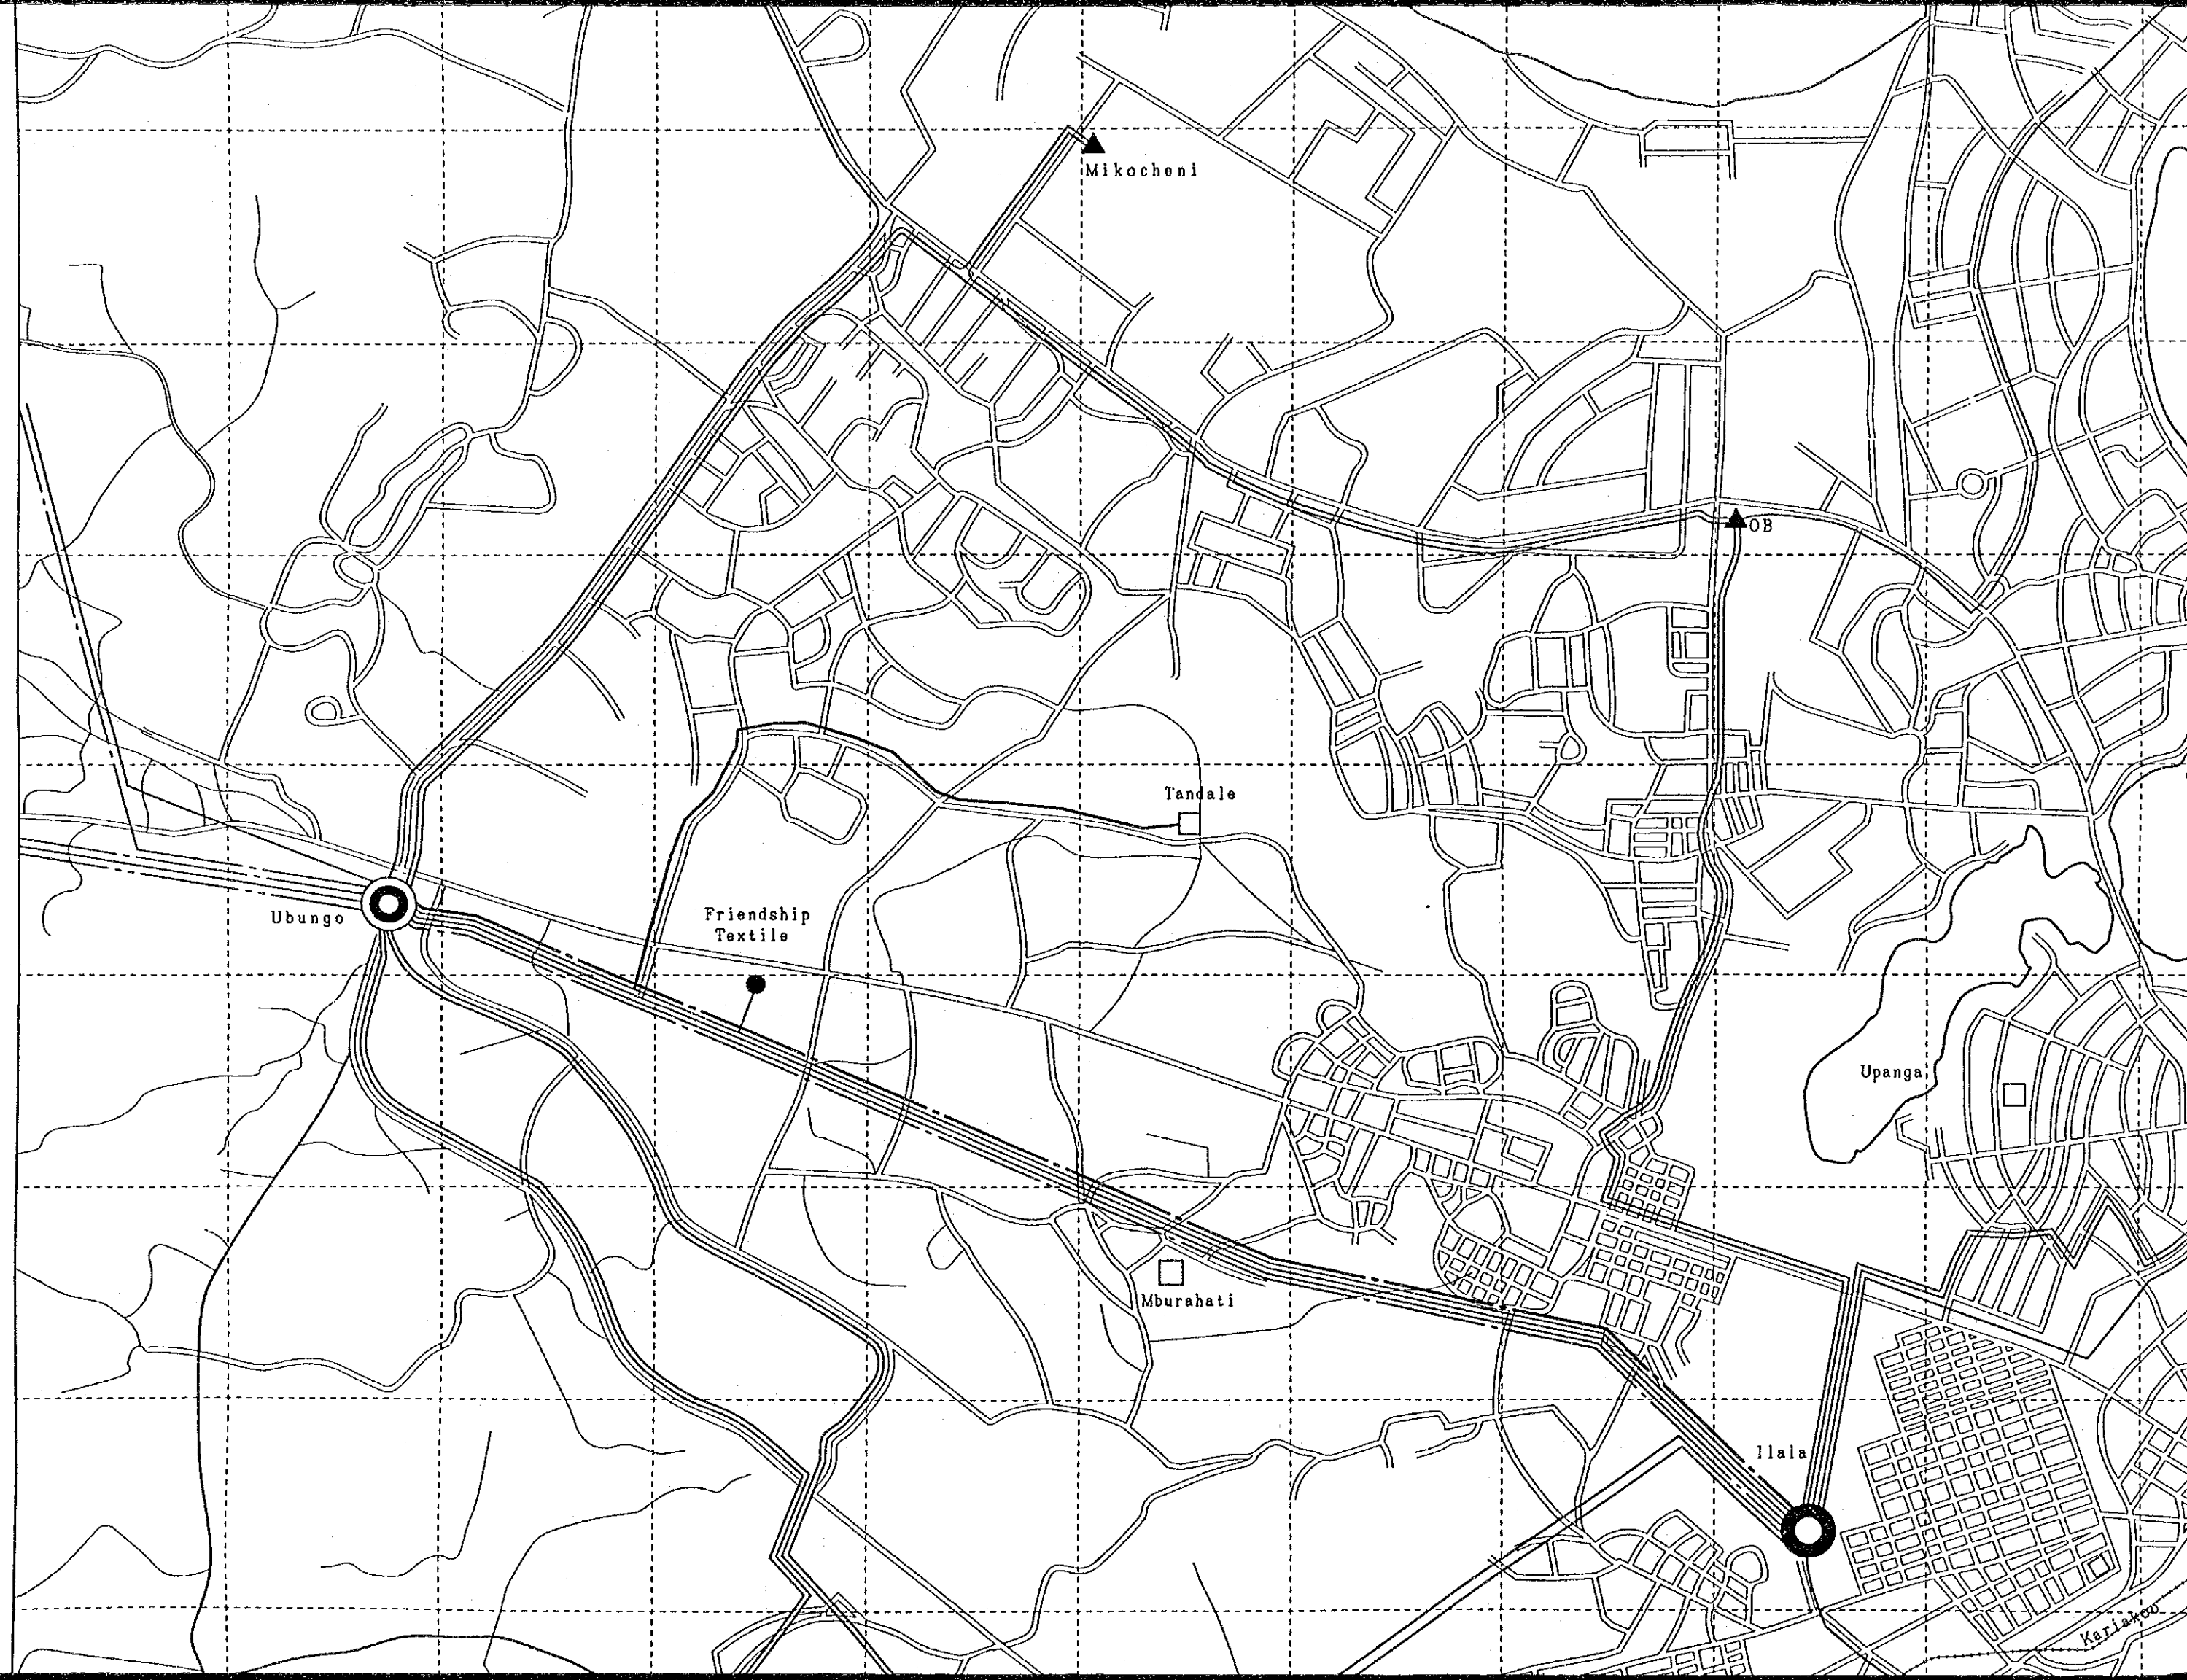 Mikocheni
OB
Tandale
Friendship
Textile
Ubungo
Upanga
Mburahati
Ilala
Kariakoo